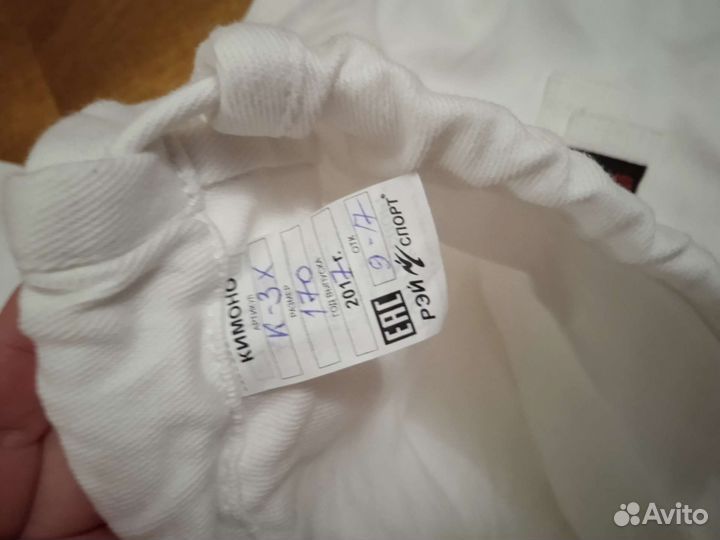 КИМОНО
АРТИКУЛ
К-3Х
РАЗМЕР
170
ГОД ВЫПУСКА
2017 г.
ОТК
9-7
EAC
РЭЙ СПОРТ®
Avito